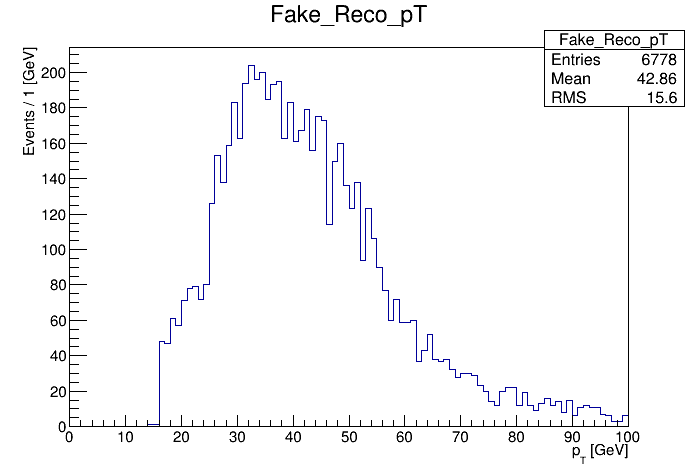 Fake_Reco_pT
Fake_Reco_pT
Entries 6778
Mean 42.86
RMS 15.6
Events / 1 [GeV]
200
180
160
140
120
100
80
60
40
20
0
0 10 20 30 40 50 60 70 80 90 100
p_T [GeV]